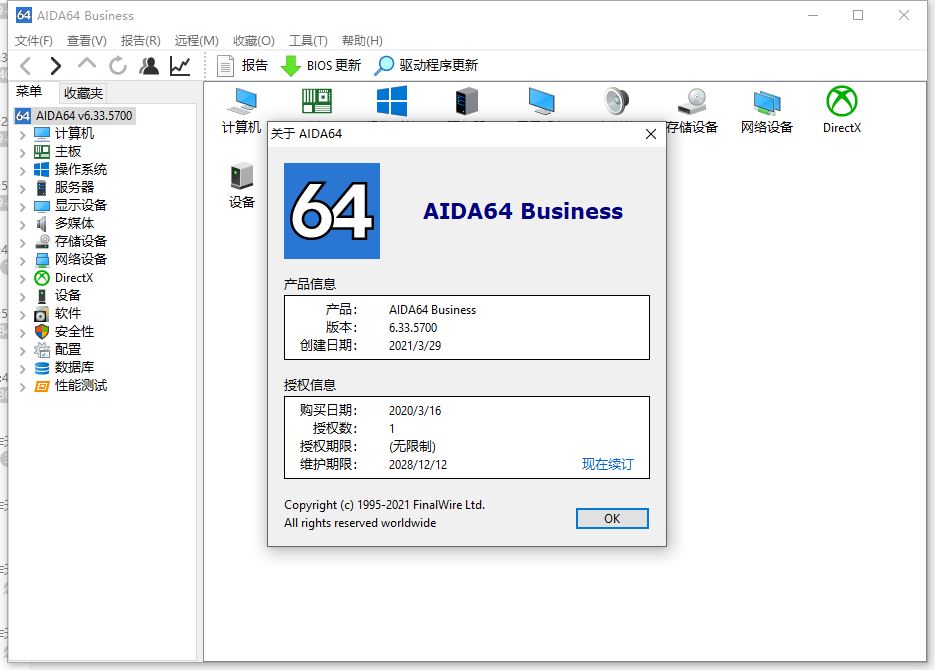 64 AIDA64 Business
文件(F) 查看(V) 报告(R) 远程(M) 收藏(O) 工具(T) 帮助(H)
报告 BIOS 更新 驱动程序更新
菜单 收藏夹
64 AIDA64 v6.33.5700
计算机
主板
操作系统
服务器
显示设备
多媒体
存储设备
网络设备
DirectX
设备
软件
安全性
配置
数据库
性能测试
计算机
存储设备 网络设备 DirectX
设备
关于 AIDA64
64
AIDA64 Business
产品信息
产品: AIDA64 Business
版本: 6.33.5700
创建日期: 2021/3/29
授权信息
购买日期: 2020/3/16
授权数: 1
授权期限: (无限制)
维护期限: 2028/12/12 现在续订
Copyright (c) 1995-2021 FinalWire Ltd.
All rights reserved worldwide
OK